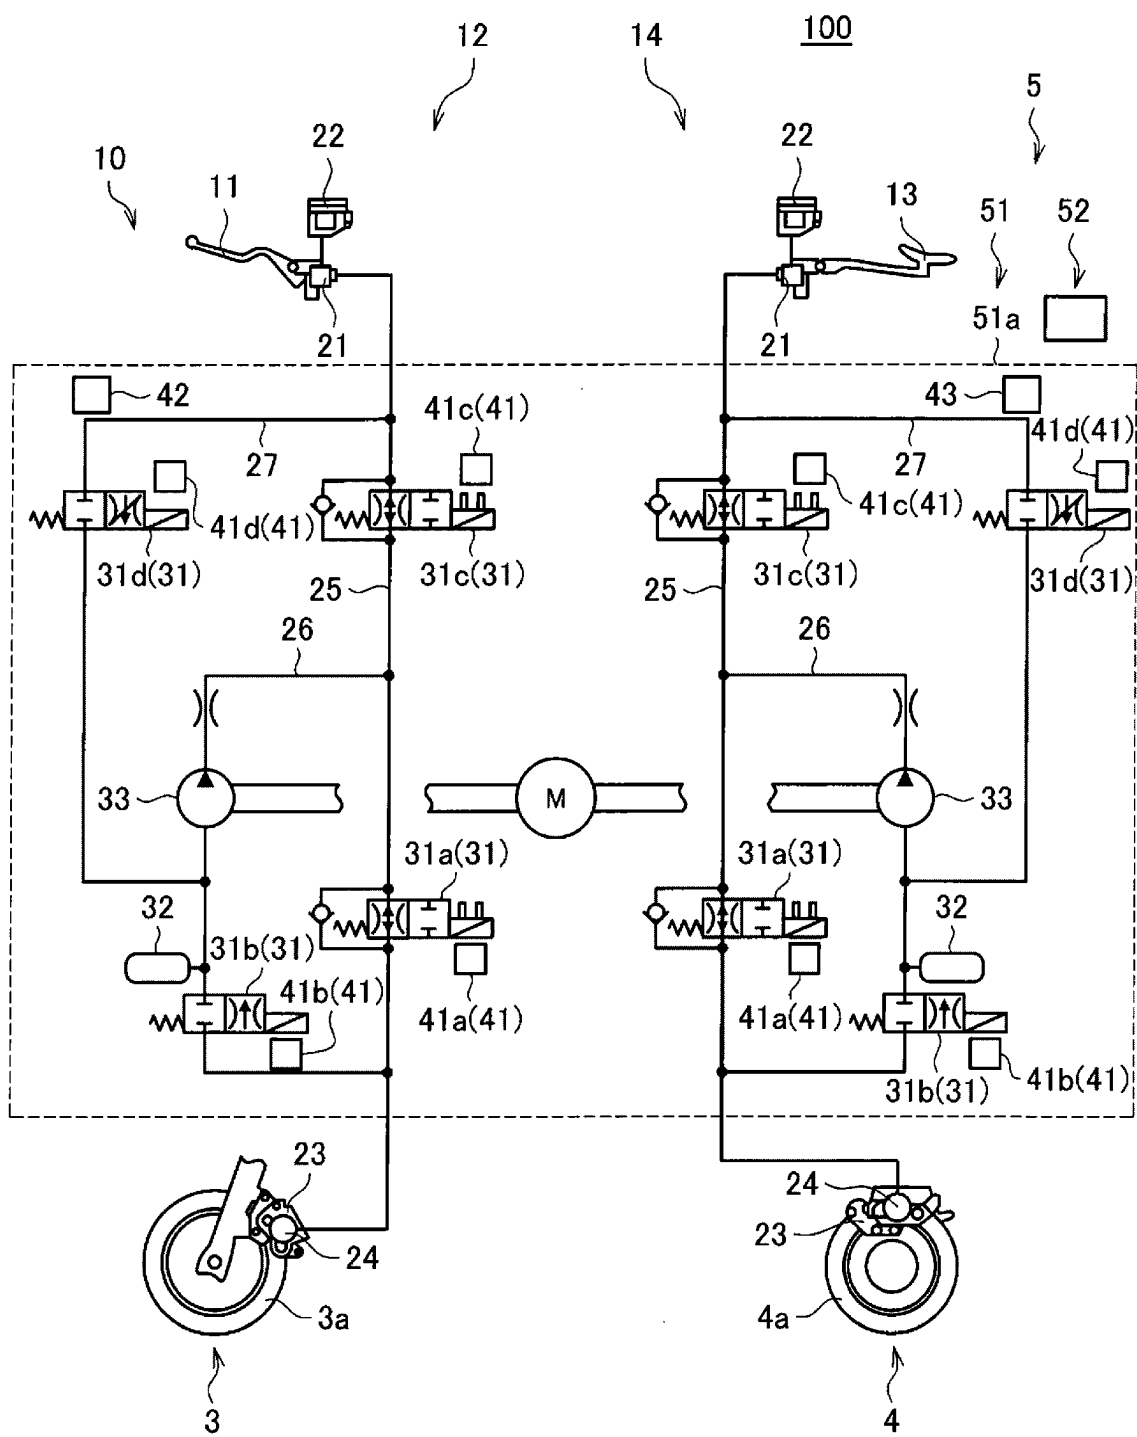 12 14 100
5
10 11 22 22 13 51 52
21 21 51a
42 41c(41) 43 41d(41)
27 27
41d(41) 41c(41)
31d(31) 31c(31) 31c(31) 31d(31)
25 25
26 26
33 M 33
31a(31) 31a(31)
32 32
31b(31)
41b(41) 41a(41) 41a(41)
31b(31) 41b(41)
23 24
24 23
3a 4a
3 4